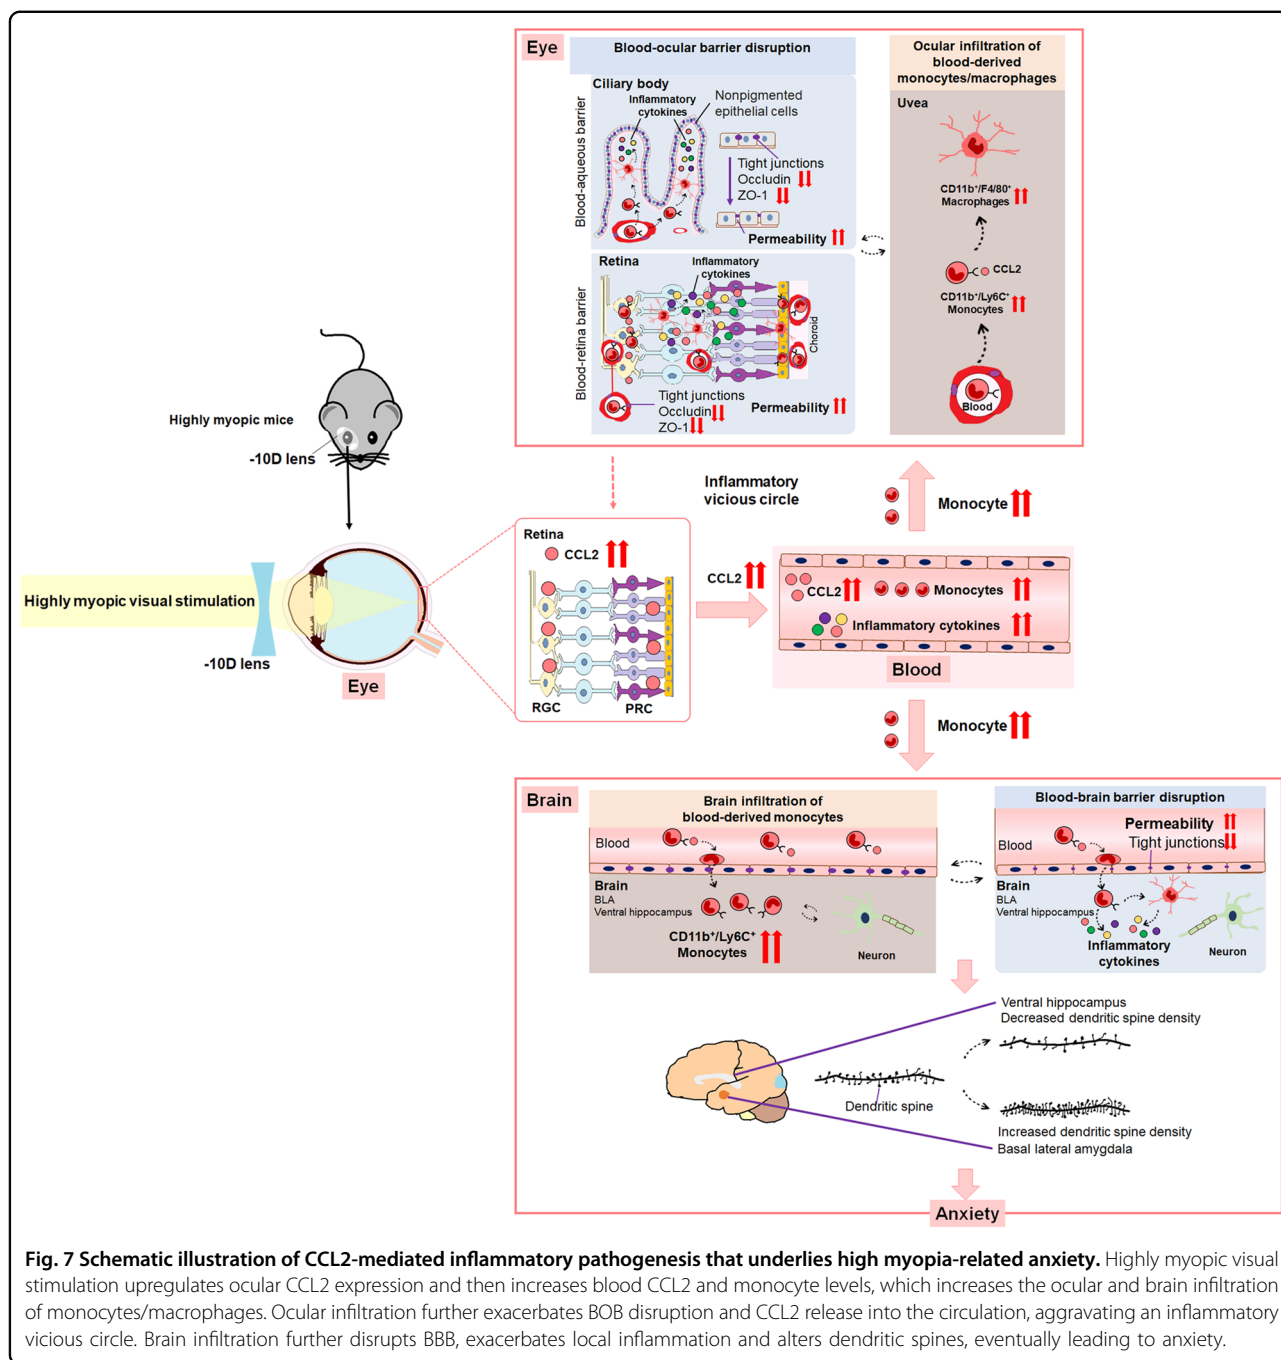 Eye
Blood-ocular barrier disruption
Blood-aqueous barrier
Ciliary body
Inflammatory
cytokines
Nonpigmented
epithelial cells
Tight junctions
Occludin
ZO-1
Permeability
Blood-retina barrier
Retina
Inflammatory
cytokines
Choroid
Tight junctions
Occludin
ZO-1
Permeability
Ocular infiltration of
blood-derived
monocytes/macrophages
Uvea
CD11b⁺/F4/80⁺
Macrophages
CCL2
CD11b⁺/Ly6C⁺
Monocytes
Blood
Highly myopic mice
-10D lens
Highly myopic visual stimulation
-10D lens
Eye
Inflammatory
vicious circle
Monocyte
Retina
CCL2
RGC
PRC
CCL2
CCL2
Monocytes
Inflammatory cytokines
Blood
Monocyte
Brain
Brain infiltration of
blood-derived monocytes
Blood
Brain
BLA
Ventral hippocampus
CD11b⁺/Ly6C⁺
Monocytes
Neuron
Blood-brain barrier disruption
Permeability
Blood
Tight junctions
Brain
BLA
Ventral hippocampus
Inflammatory
cytokines
Neuron
Ventral hippocampus
Decreased dendritic spine density
Dendritic spine
Increased dendritic spine density
Basal lateral amygdala
Anxiety
Fig. 7 Schematic illustration of CCL2-mediated inflammatory pathogenesis that underlies high myopia-related anxiety. Highly myopic visual
stimulation upregulates ocular CCL2 expression and then increases blood CCL2 and monocyte levels, which increases the ocular and brain infiltration
of monocytes/macrophages. Ocular infiltration further exacerbates BOB disruption and CCL2 release into the circulation, aggravating an inflammatory
vicious circle. Brain infiltration further disrupts BBB, exacerbates local inflammation and alters dendritic spines, eventually leading to anxiety.